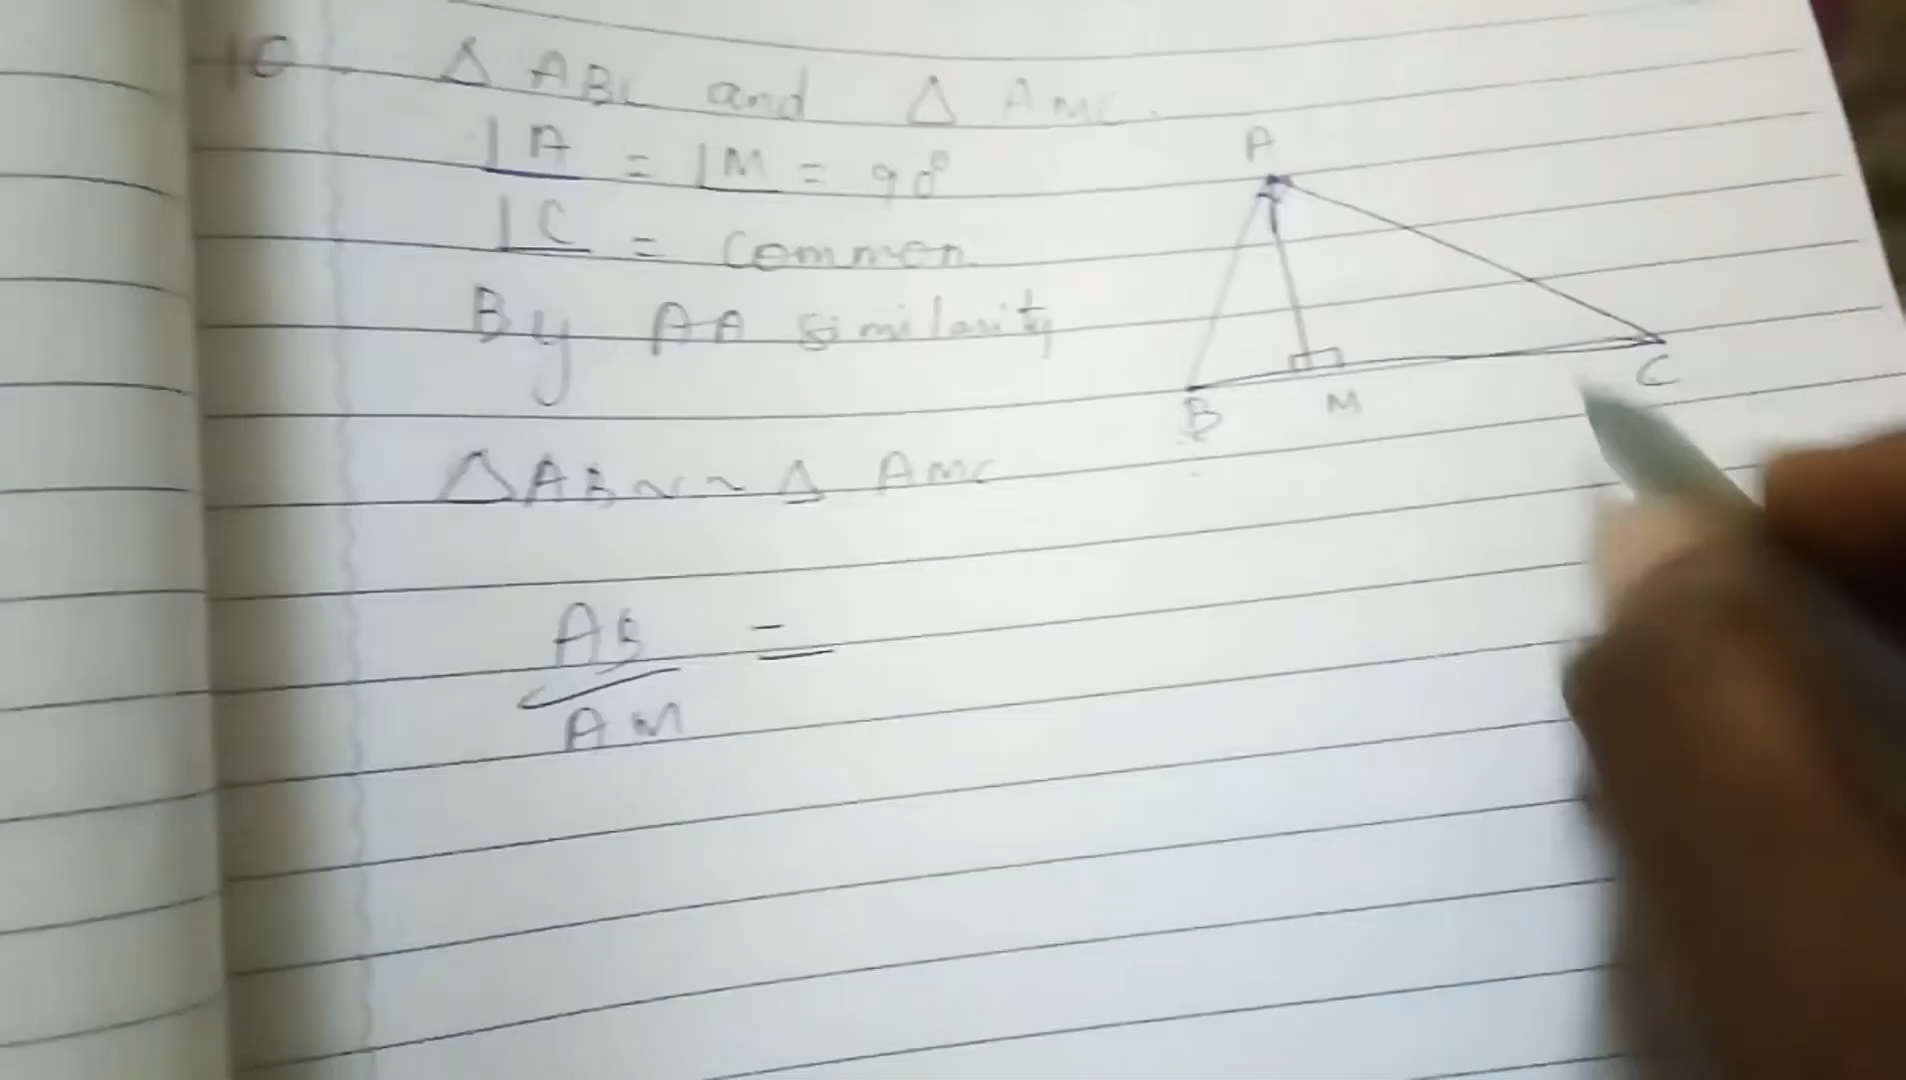 16. Δ ABC and Δ AMC.
∠A = ∠M = 90°
∠C = common
By AA similarity
Δ ABC ~ Δ AMC
AB =
AM
A
B
M
C